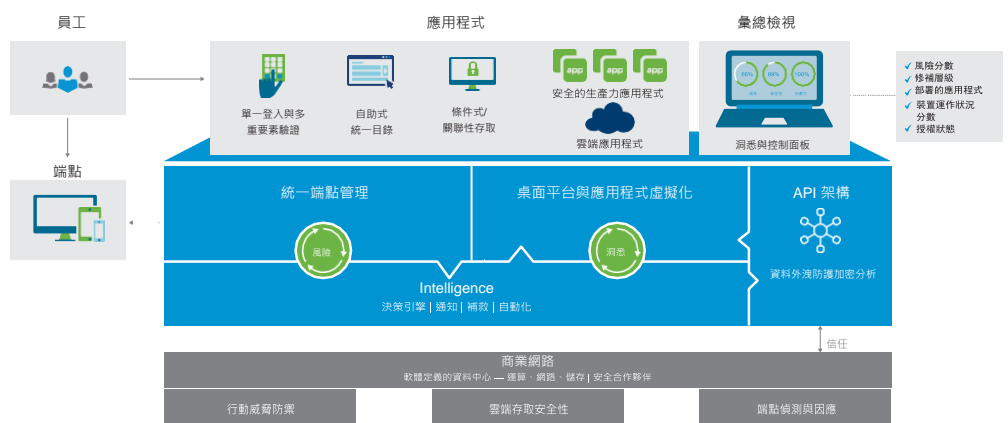 員工
應用程式
彙總檢視
app
app
app
66%
89%
100%
單一登入與多
重要素驗證
自助式
統一目錄
條件式/
關聯性存取
安全的生產力應用程式
雲端應用程式
洞悉與控制面板
風險分數
修補層級
部署的應用程式
裝置運作狀況
分數
授權狀態
端點
統一端點管理
桌面平台與應用程式虛擬化
API 架構
風險
洞悉
資料外洩防護加密分析
Intelligence
決策引擎 | 通知 | 補救 | 自動化
信任
商業網路
軟體定義的資料中心 — 運算、網路、儲存 | 安全合作夥伴
行動威脅防禦
雲端存取安全性
端點偵測與因應